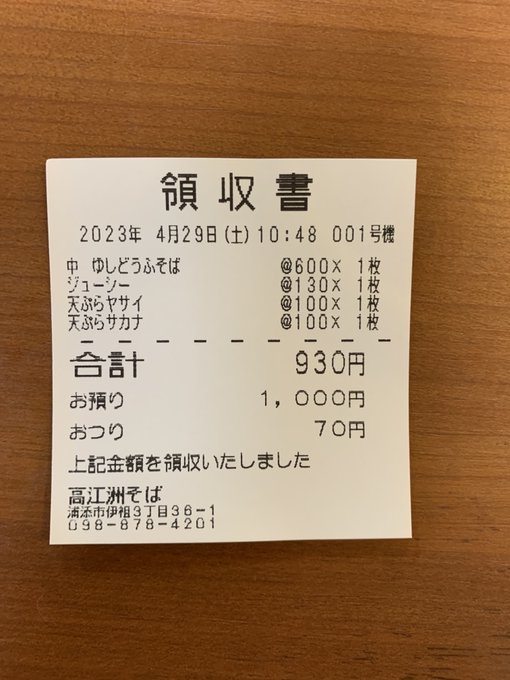 領収書
2023年 4月29日(土)10:48 001号機
中 ゆしどうふそば @600× 1枚
ジューシー @130× 1枚
天ぷらヤサイ @100× 1枚
天ぷらサカナ @100× 1枚
合計 930円
お預り 1,000円
おつり 70円
上記金額を領収いたしました
高江洲そば
浦添市伊祖3丁目36-1
098-878-4201